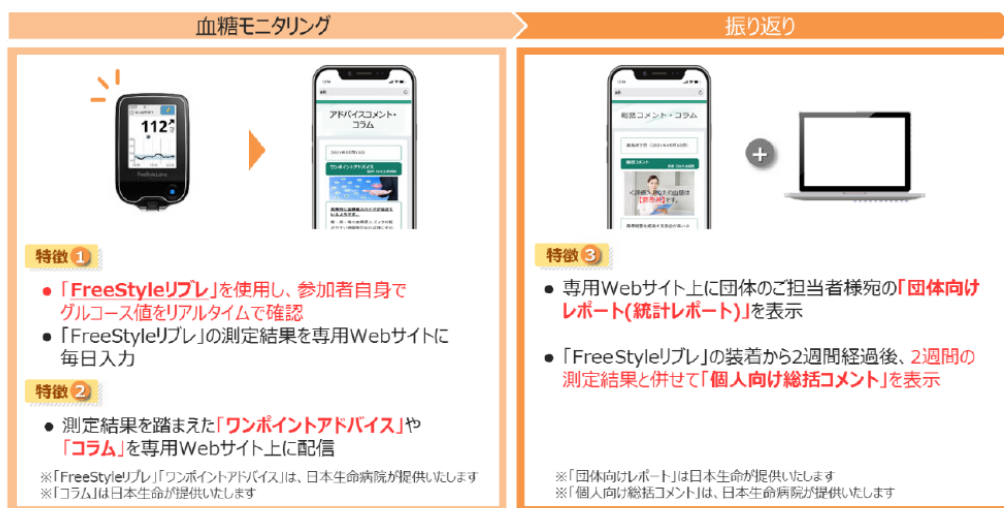 血糖モニタリング
振り返り
112
FreeStyle Libre
アドバイスコメント・
コラム
ワンポイントアドバイス
総括コメント・コラム
総括コメント
特徴1
「FreeStyleリブレ」を使用し、参加者自身で
グルコース値をリアルタイムで確認
「FreeStyleリブレ」の測定結果を専用Webサイトに
毎日入力
特徴2
測定結果を踏まえた「ワンポイントアドバイス」や
「コラム」を専用Webサイト上に配信
※「FreeStyleリブレ」「ワンポイントアドバイス」は、日本生命病院が提供いたします
※「コラム」は日本生命が提供いたします
特徴3
専用Webサイト上に団体のご担当者様宛の「団体向け
レポート(統計レポート)」を表示
「FreeStyleリブレ」の装着から2週間経過後、2週間の
測定結果と併せて「個人向け総括コメント」を表示
※「団体向けレポート」は日本生命が提供いたします
※「個人向け総括コメント」は、日本生命病院が提供いたします